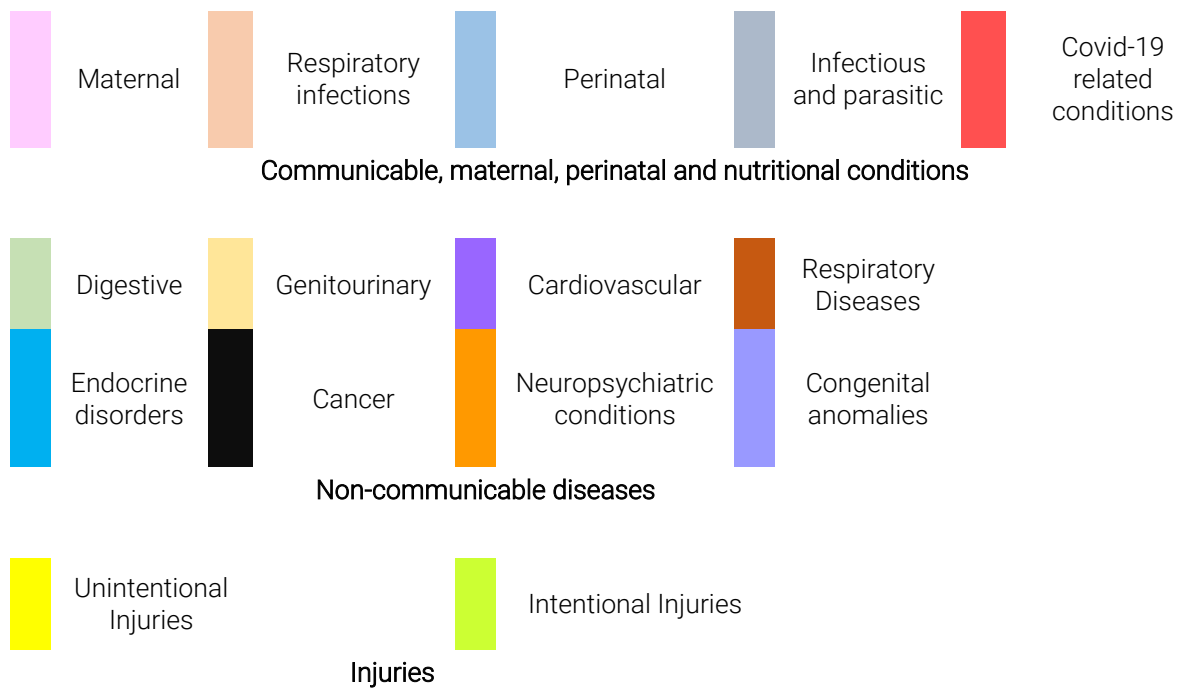 Maternal
Respiratory
infections
Perinatal
Infectious
and parasitic
Covid-19
related
conditions
Communicable, maternal, perinatal and nutritional conditions
Digestive
Genitourinary
Cardiovascular
Respiratory
Diseases
Endocrine
disorders
Cancer
Neuropsychiatric
conditions
Congenital
anomalies
Non-communicable diseases
Unintentional
Injuries
Intentional Injuries
Injuries